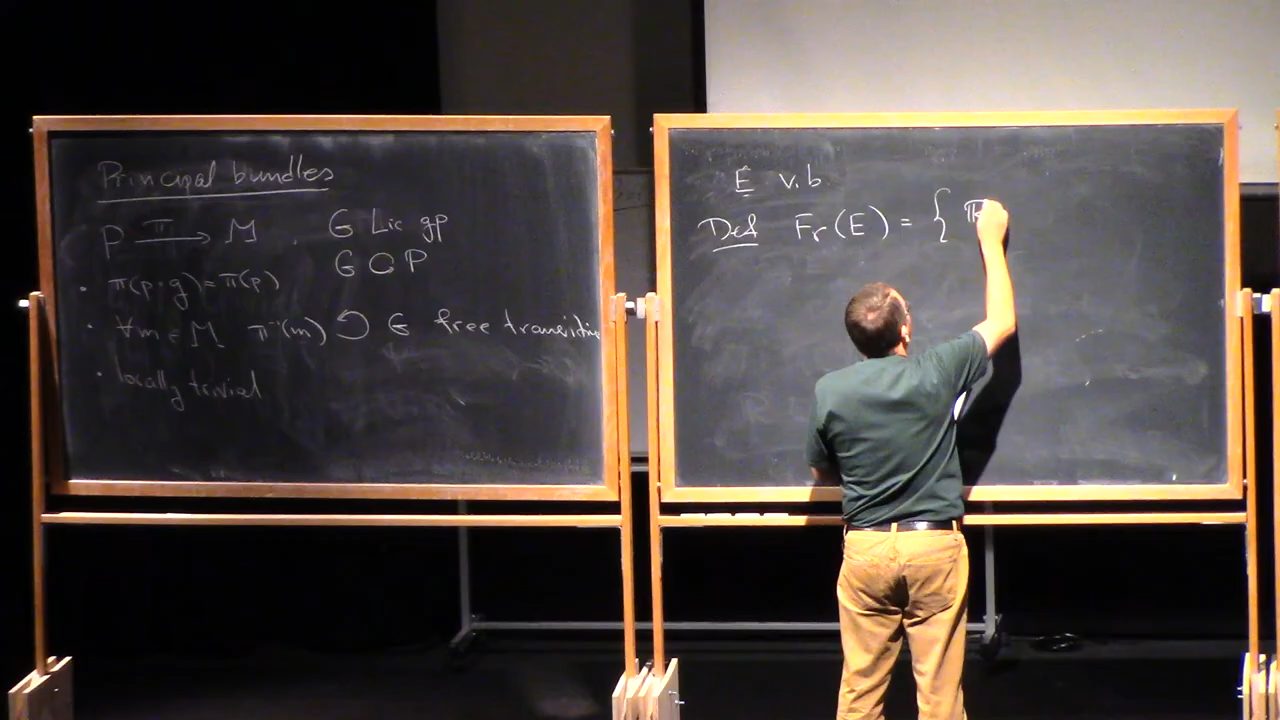 Principal bundles
P —π→ M . G Lie gp
G ↻ P
• π(p·g) = π(p)
• ∀m ∈ M π⁻¹(m) ↺ G free transitive
• locally trivial
E v.b
Def Fr(E) = {